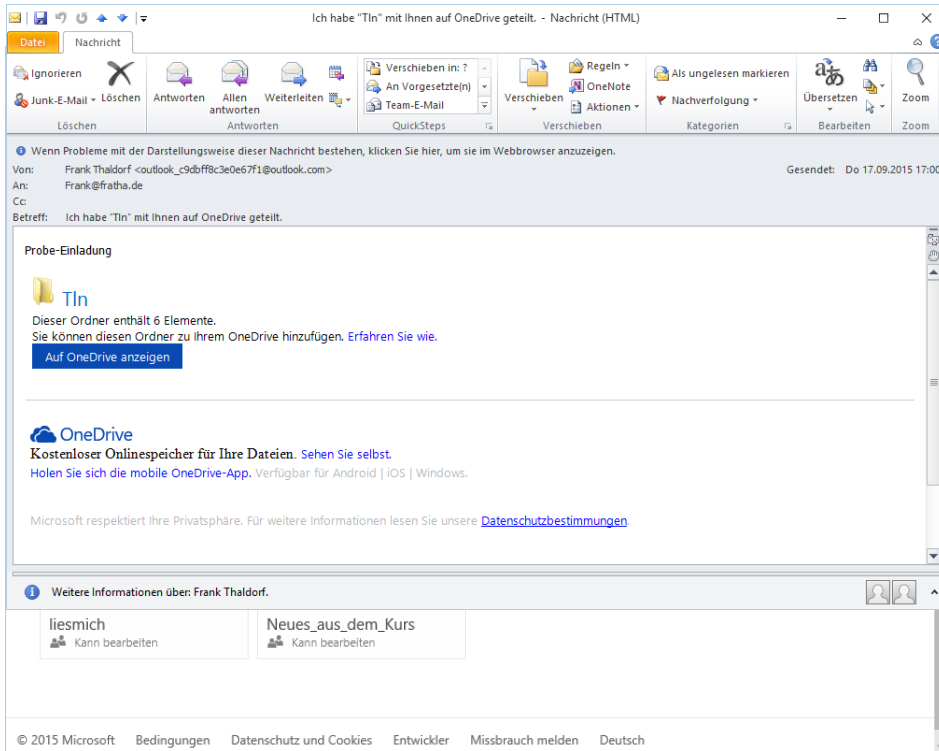 Ich habe "TIn" mit Ihnen auf OneDrive geteilt. - Nachricht (HTML)
Datei Nachricht
Ignorieren
Junk-E-Mail
Löschen
Löschen
Antworten
Allen antworten
Weiterleiten
Antworten
Verschieben in: ?
An Vorgesetzte(n)
Team-E-Mail
QuickSteps
Verschieben
Regeln
OneNote
Aktionen
Verschieben
Als ungelesen markieren
Nachverfolgung
Kategorien
Übersetzen
Bearbeiten
Zoom
Zoom
Wenn Probleme mit der Darstellungsweise dieser Nachricht bestehen, klicken Sie hier, um sie im Webbrowser anzuzeigen.
Von: Frank Thaldorf <outlook_c9dbff8c3e0e67f1@outlook.com> Gesendet: Do 17.09.2015 17:00
An: Frank@fratha.de
Cc
Betreff: Ich habe "TIn" mit Ihnen auf OneDrive geteilt.
Probe-Einladung
TIn
Dieser Ordner enthält 6 Elemente.
Sie können diesen Ordner zu Ihrem OneDrive hinzufügen. Erfahren Sie wie.
Auf OneDrive anzeigen
OneDrive
Kostenloser Onlinespeicher für Ihre Dateien. Sehen Sie selbst.
Holen Sie sich die mobile OneDrive-App. Verfügbar für Android | iOS | Windows.
Microsoft respektiert Ihre Privatsphäre. Für weitere Informationen lesen Sie unsere Datenschutzbestimmungen.
Weitere Informationen über: Frank Thaldorf.
liesmich Neues_aus_dem_Kurs
Kann bearbeiten Kann bearbeiten
© 2015 Microsoft Bedingungen Datenschutz und Cookies Entwickler Missbrauch melden Deutsch